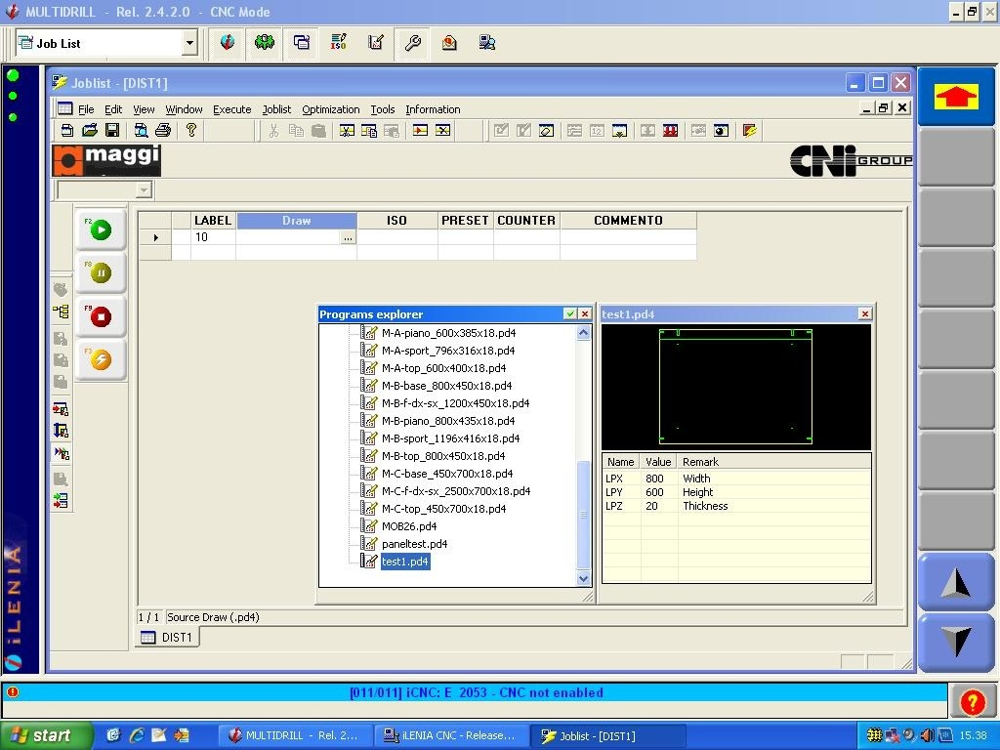 MULTIDRILL - Rel. 2.4.2.0 - CNC Mode
Job List
ISO
Joblist - [DIST1]
File Edit View Window Execute Joblist Optimization Tools Information
maggi
CNi GROUP
LABEL Draw ISO PRESET COUNTER COMMENTO
10 ...
F2
F8
F9
F3
Programs explorer
M-A-piano_600x385x18.pd4
M-A-sport_796x316x18.pd4
M-A-top_600x400x18.pd4
M-B-base_800x450x18.pd4
M-B-f-dx-sx_1200x450x18.pd4
M-B-piano_800x435x18.pd4
M-B-sport_1196x416x18.pd4
M-B-top_800x450x18.pd4
M-C-base_450x700x18.pd4
M-C-f-dx-sx_2500x700x18.pd4
M-C-top_450x700x18.pd4
MOB26.pd4
paneltest.pd4
test1.pd4
test1.pd4
Name Value Remark
LPX 800 Width
LPY 600 Height
LPZ 20 Thickness
1 / 1 Source Draw (.pd4)
DIST1
iLENIA
[011/011] iCNC: E 2053 - CNC not enabled
start
MULTIDRILL - Rel. 2...
iLENIA CNC - Release...
Joblist - [DIST1]
15.38